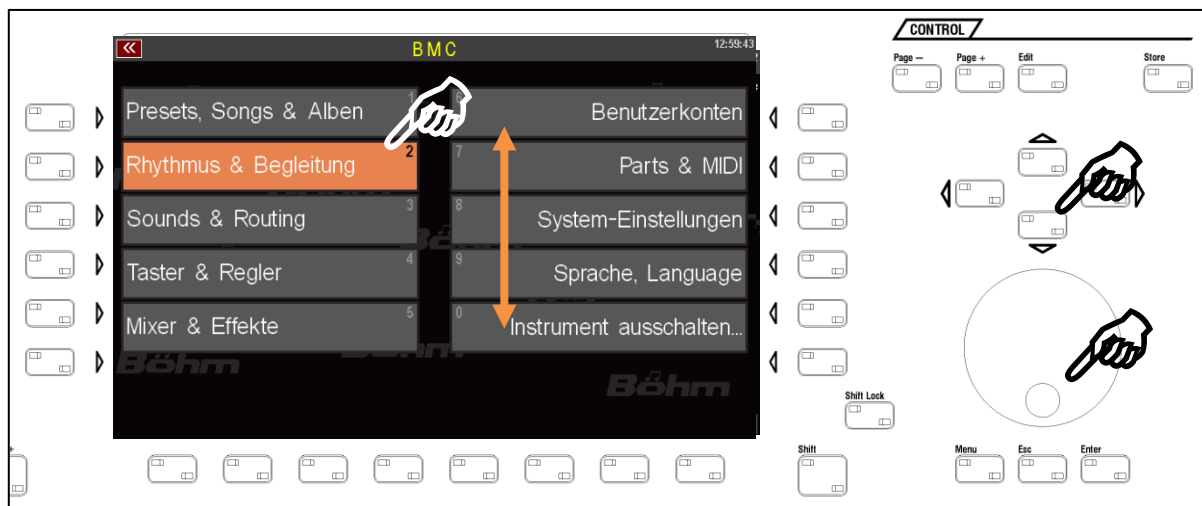 CONTROL
BMC
12:59:43
Page –
Page +
Edit
Store
Presets, Songs & Alben 1
6 Benutzerkonten
Rhythmus & Begleitung 2
7 Parts & MIDI
Sounds & Routing 3
8 System-Einstellungen
Taster & Regler 4
9 Sprache, Language
Mixer & Effekte 5
0 Instrument ausschalten...
Böhm
Böhm
Shift Lock
+
Shift
Menu
Esc
Enter